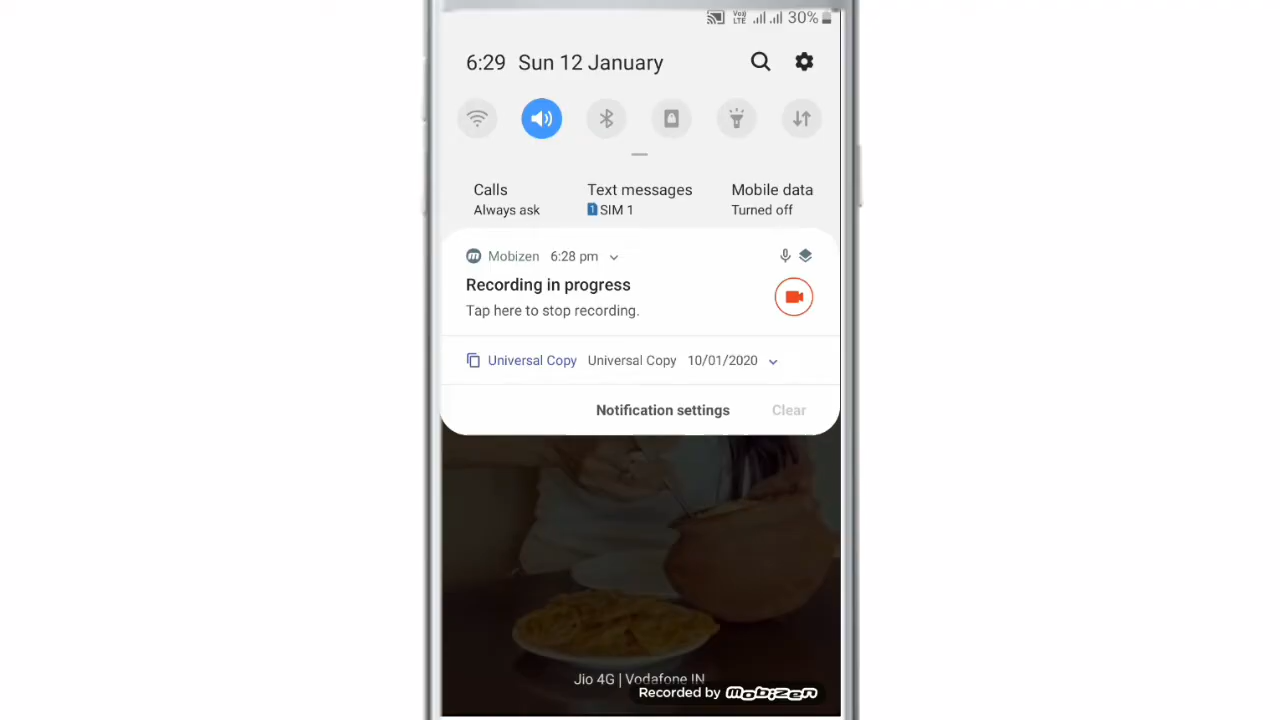 Vo) LTE 30%
6:29 Sun 12 January
Calls Text messages Mobile data
Always ask 1 SIM 1 Turned off
Mobizen 6:28 pm
Recording in progress
Tap here to stop recording.
Universal Copy Universal Copy 10/01/2020
Notification settings Clear
Jio 4G | Vodafone IN
Recorded by mobizen